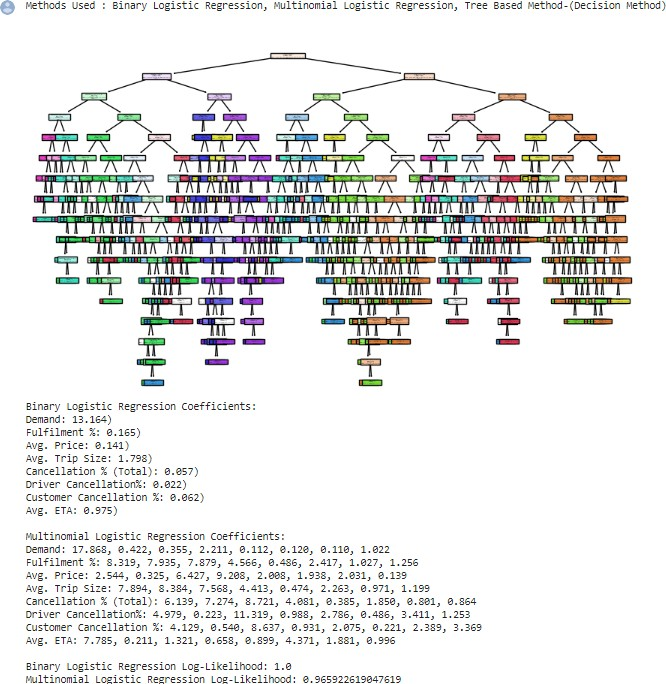 Methods Used : Binary Logistic Regression, Multinomial Logistic Regression, Tree Based Method-(Decision Method)
Binary Logistic Regression Coefficients:
Demand: 13.164)
Fulfilment %: 0.165)
Avg. Price: 0.141)
Avg. Trip Size: 1.798)
Cancellation % (Total): 0.057)
Driver Cancellation%: 0.022)
Customer Cancellation %: 0.062)
Avg. ETA: 0.975)
Multinomial Logistic Regression Coefficients:
Demand: 17.868, 0.422, 0.355, 2.211, 0.112, 0.120, 0.110, 1.022
Fulfilment %: 8.319, 7.935, 7.879, 4.566, 0.486, 2.417, 1.027, 1.256
Avg. Price: 2.544, 0.325, 6.427, 9.208, 2.008, 1.938, 2.031, 0.139
Avg. Trip Size: 7.894, 8.384, 7.568, 4.413, 0.474, 2.263, 0.971, 1.199
Cancellation % (Total): 6.139, 7.274, 8.721, 4.081, 0.385, 1.850, 0.801, 0.864
Driver Cancellation%: 4.979, 0.223, 11.319, 0.988, 2.786, 0.486, 3.411, 1.253
Customer Cancellation %: 4.129, 0.540, 8.637, 0.931, 2.075, 0.221, 2.389, 3.369
Avg. ETA: 7.785, 0.211, 1.321, 0.658, 0.899, 4.371, 1.881, 0.996
Binary Logistic Regression Log-Likelihood: 1.0
Multinomial Logistic Regression Log-Likelihood: 0.965922619047619